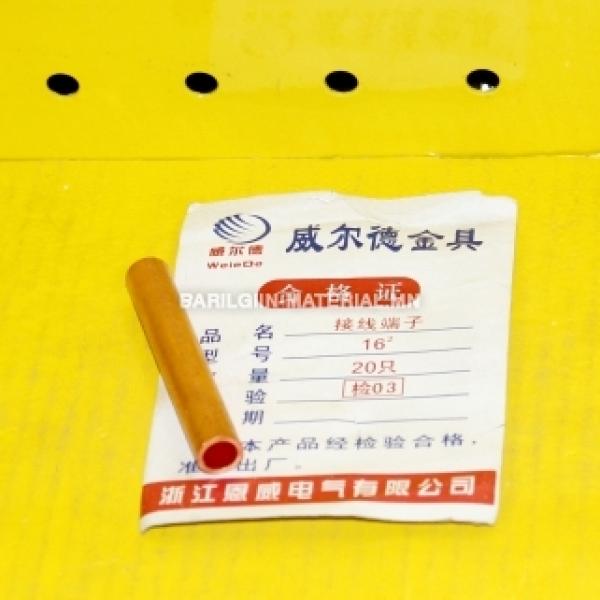 威尔德金具
威尔德
WeleDe
合格证
BARILGIIN-MATERIAL.MN
品名 接线端子
型号 16²
量 20只
验 检03
期
本产品经检验合格，
准 出厂。
浙江恩威电气有限公司